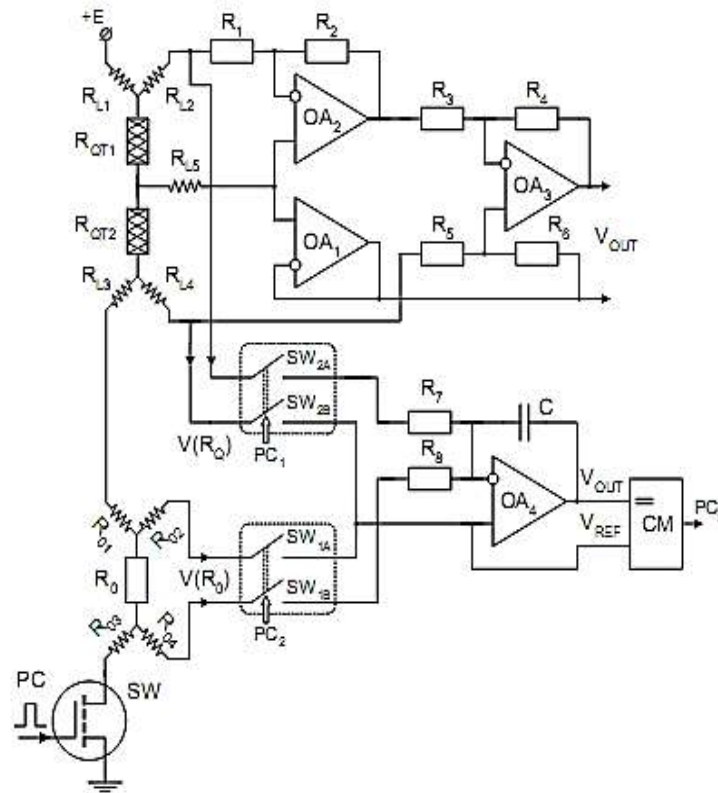 +E
R1
R2
RL1
RL2
OA2
R3
R4
RQT1
RL5
OA3
RQT2
OA1
R5
R6
VOUT
RL3
RL4
SW2A
SW2B
R7
C
V(RQ)
PC1
R8
OA4
VOUT
VREF
=
CM
PC
R01
R02
SW1A
R0
V(R0)
SW1B
R03
R04
PC2
PC
SW